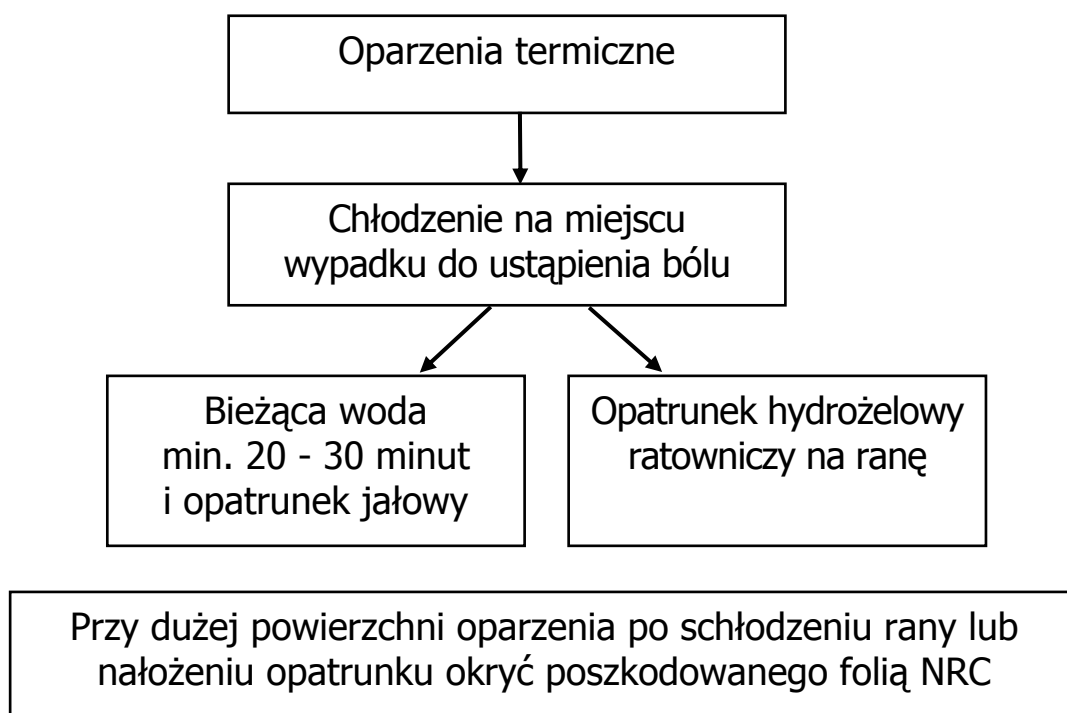 Oparzenia termiczne
Chłodzenie na miejscu
wypadku do ustąpienia bólu
Bieżąca woda
min. 20 - 30 minut
i opatrunek jałowy
Opatrunek hydrożelowy
ratowniczy na ranę
Przy dużej powierzchni oparzenia po schłodzeniu rany lub
nałożeniu opatrunku okryć poszkodowanego folią NRC